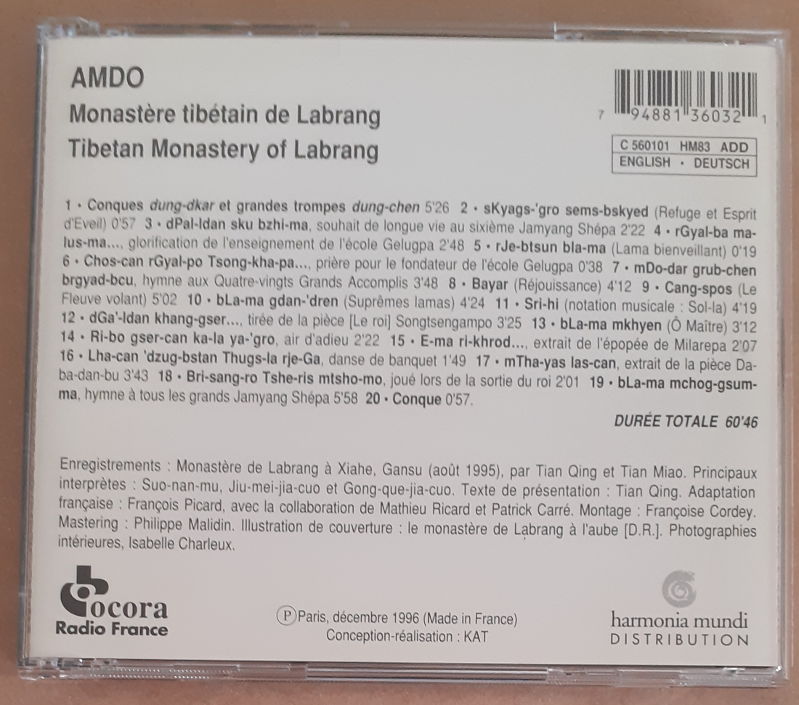 AMDO
Monastère tibétain de Labrang
Tibetan Monastery of Labrang
7 94881 36032 1
C 560101 HM83 ADD
ENGLISH · DEUTSCH
1 · Conques dung-dkar et grandes trompes dung-chen 5'26 2 · sKyags-'gro sems-bskyed (Refuge et Esprit
d'Eveil) 0'57 3 · dPal-ldan sku bzhi-ma, souhait de longue vie au sixième Jamyang Shépa 2'22 4 · rGyal-ba ma-
lus-ma..., glorification de l'enseignement de l'école Gelugpa 2'48 5 · rJe-btsun bla-ma (Lama bienveillant) 0'19
6 · Chos-can rGyal-po Tsong-kha-pa..., prière pour le fondateur de l'école Gelugpa 0'38 7 · mDo-dar grub-chen
brgyad-bcu, hymne aux Quatre-vingts Grands Accomplis 3'48 8 · Bayar (Réjouissance) 4'12 9 · Cang-spos (Le
Fleuve volant) 5'02 10 · bLa-ma gdan-'dren (Suprêmes lamas) 4'24 11 · Sri-hi (notation musicale : Sol-la) 4'19
12 · dGa'-ldan khang-gser..., tirée de la pièce [Le roi] Songtsengampo 3'25 13 · bLa-ma mkhyen (Ô Maître) 3'12
14 · Ri-bo gser-can ka-la ya-'gro, air d'adieu 2'22 15 · E-ma ri-khrod..., extrait de l'épopée de Milarepa 2'07
16 · Lha-can 'dzug-bstan Thugs-la rje-Ga, danse de banquet 1'49 17 · mTha-yas las-can, extrait de la pièce Da-
ba-dan-bu 3'43 18 · Bri-sang-ro Tshe-ris mtsho-mo, joué lors de la sortie du roi 2'01 19 · bLa-ma mchog-gsum-
ma, hymne à tous les grands Jamyang Shépa 5'58 20 · Conque 0'57.
DURÉE TOTALE 60'46
Enregistrements : Monastère de Labrang à Xiahe, Gansu (août 1995), par Tian Qing et Tian Miao. Principaux
interprètes : Suo-nan-mu, Jiu-mei-jia-cuo et Gong-que-jia-cuo. Texte de présentation : Tian Qing. Adaptation
française : François Picard, avec la collaboration de Mathieu Ricard et Patrick Carré. Montage : Françoise Cordey.
Mastering : Philippe Malidin. Illustration de couverture : le monastère de Labrang à l'aube [D.R.]. Photographies
intérieures, Isabelle Charleux.
ocora
Radio France
Ⓟ Paris, décembre 1996 (Made in France)
Conception-réalisation : KAT
harmonia mundi
DISTRIBUTION